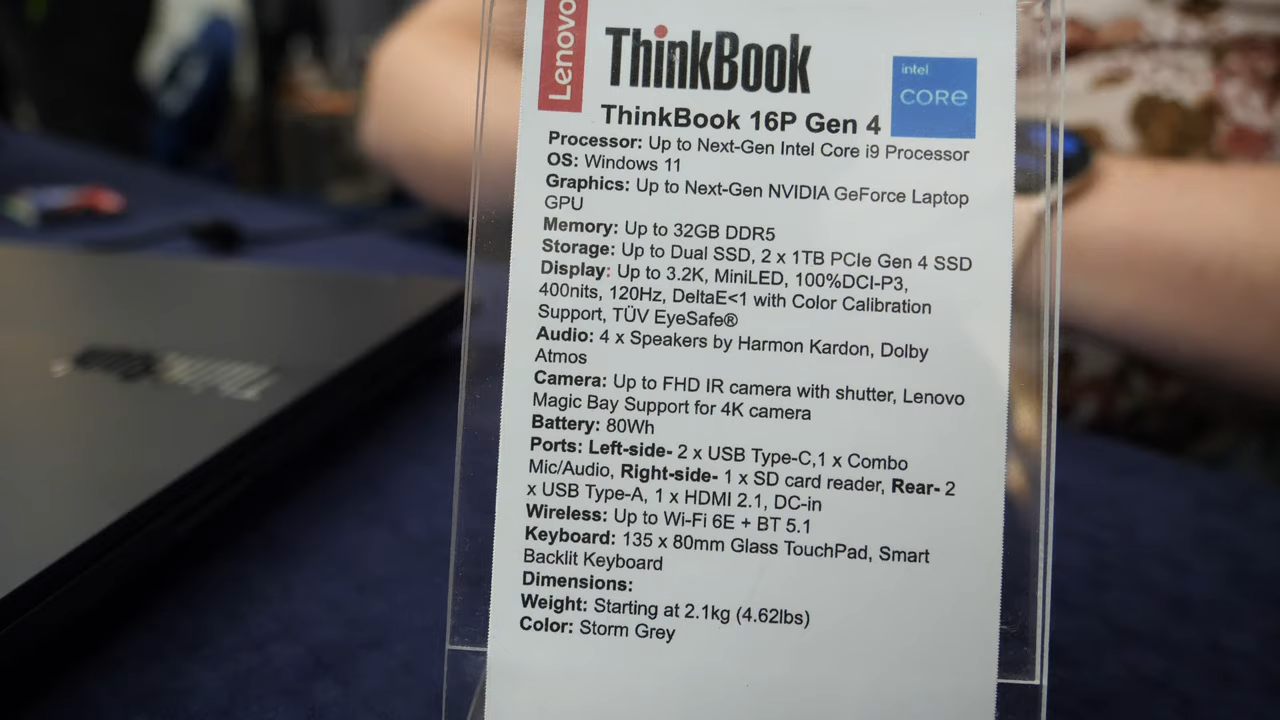 Lenovo
ThinkBook
intel
CORE
ThinkBook 16P Gen 4
Processor: Up to Next-Gen Intel Core i9 Processor
OS: Windows 11
Graphics: Up to Next-Gen NVIDIA GeForce Laptop
GPU
Memory: Up to 32GB DDR5
Storage: Up to Dual SSD, 2 x 1TB PCIe Gen 4 SSD
Display: Up to 3.2K, MiniLED, 100%DCI-P3,
400nits, 120Hz, DeltaE<1 with Color Calibration
Support, TÜV EyeSafe®
Audio: 4 x Speakers by Harmon Kardon, Dolby
Atmos
Camera: Up to FHD IR camera with shutter, Lenovo
Magic Bay Support for 4K camera
Battery: 80Wh
Ports: Left-side- 2 x USB Type-C,1 x Combo
Mic/Audio, Right-side- 1 x SD card reader, Rear- 2
x USB Type-A, 1 x HDMI 2.1, DC-in
Wireless: Up to Wi-Fi 6E + BT 5.1
Keyboard: 135 x 80mm Glass TouchPad, Smart
Backlit Keyboard
Dimensions:
Weight: Starting at 2.1kg (4.62lbs)
Color: Storm Grey
ThinkBook